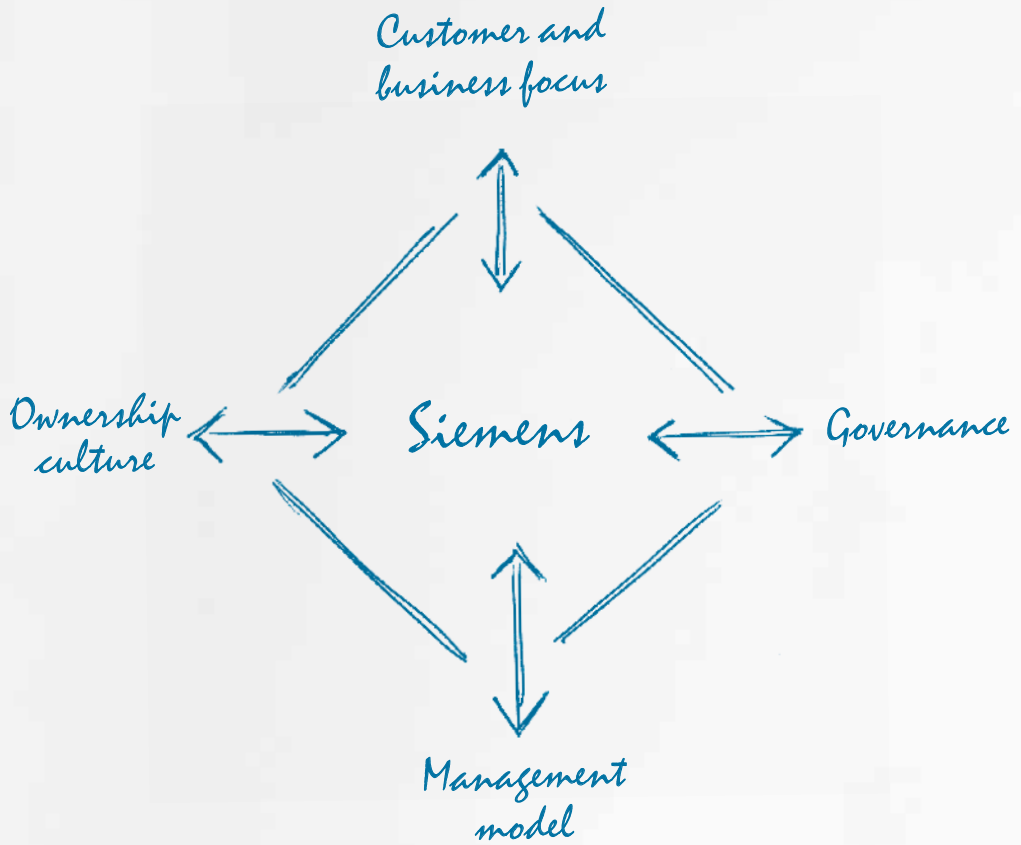 Customer and
business focus
Ownership
culture
Siemens
Governance
Management
model